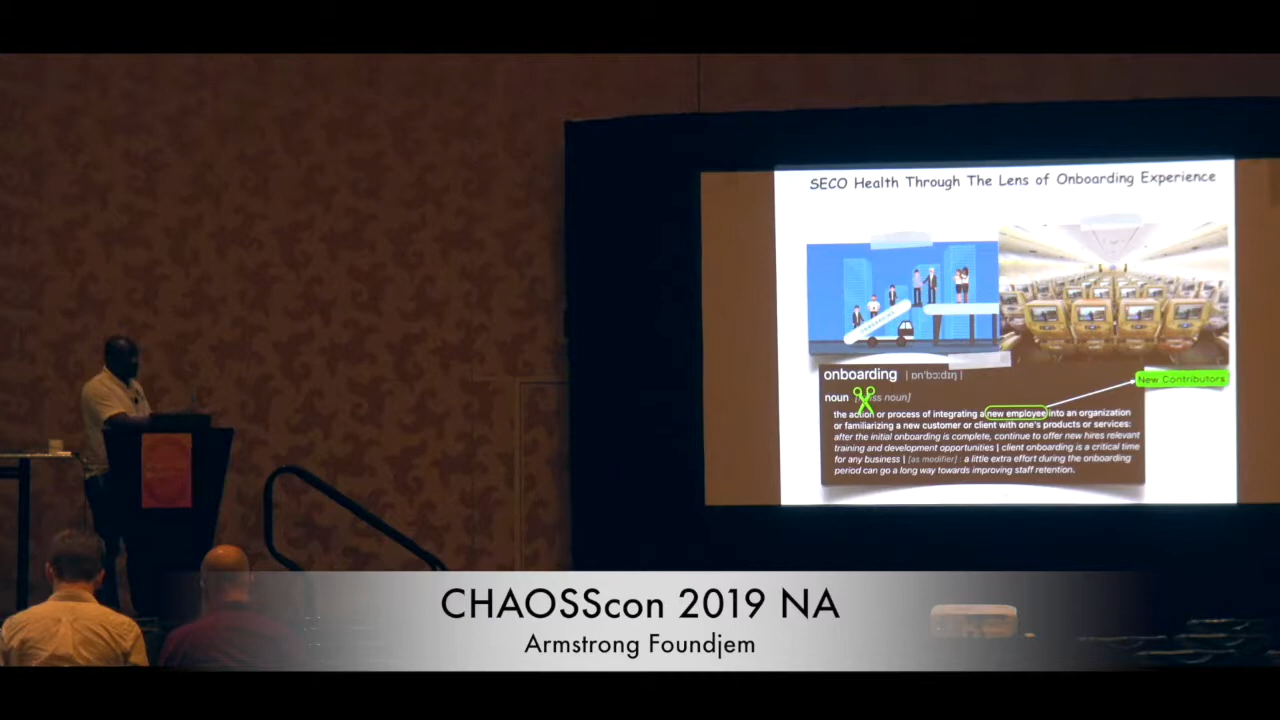 SECO Health Through The Lens of Onboarding Experience
ONBOARDING
onboarding | ɒnˈbɔːdɪŋ |
New Contributors
noun
the action or process of integrating a new employee into an organization
or familiarizing a new customer or client with one's products or services:
after the initial onboarding is complete, continue to offer new hires relevant
training and development opportunities | client onboarding is a critical time
for any business | [as modifier] : a little extra effort during the onboarding
period can go a long way towards improving staff retention.
CHAOSScon 2019 NA
Armstrong Foundjem